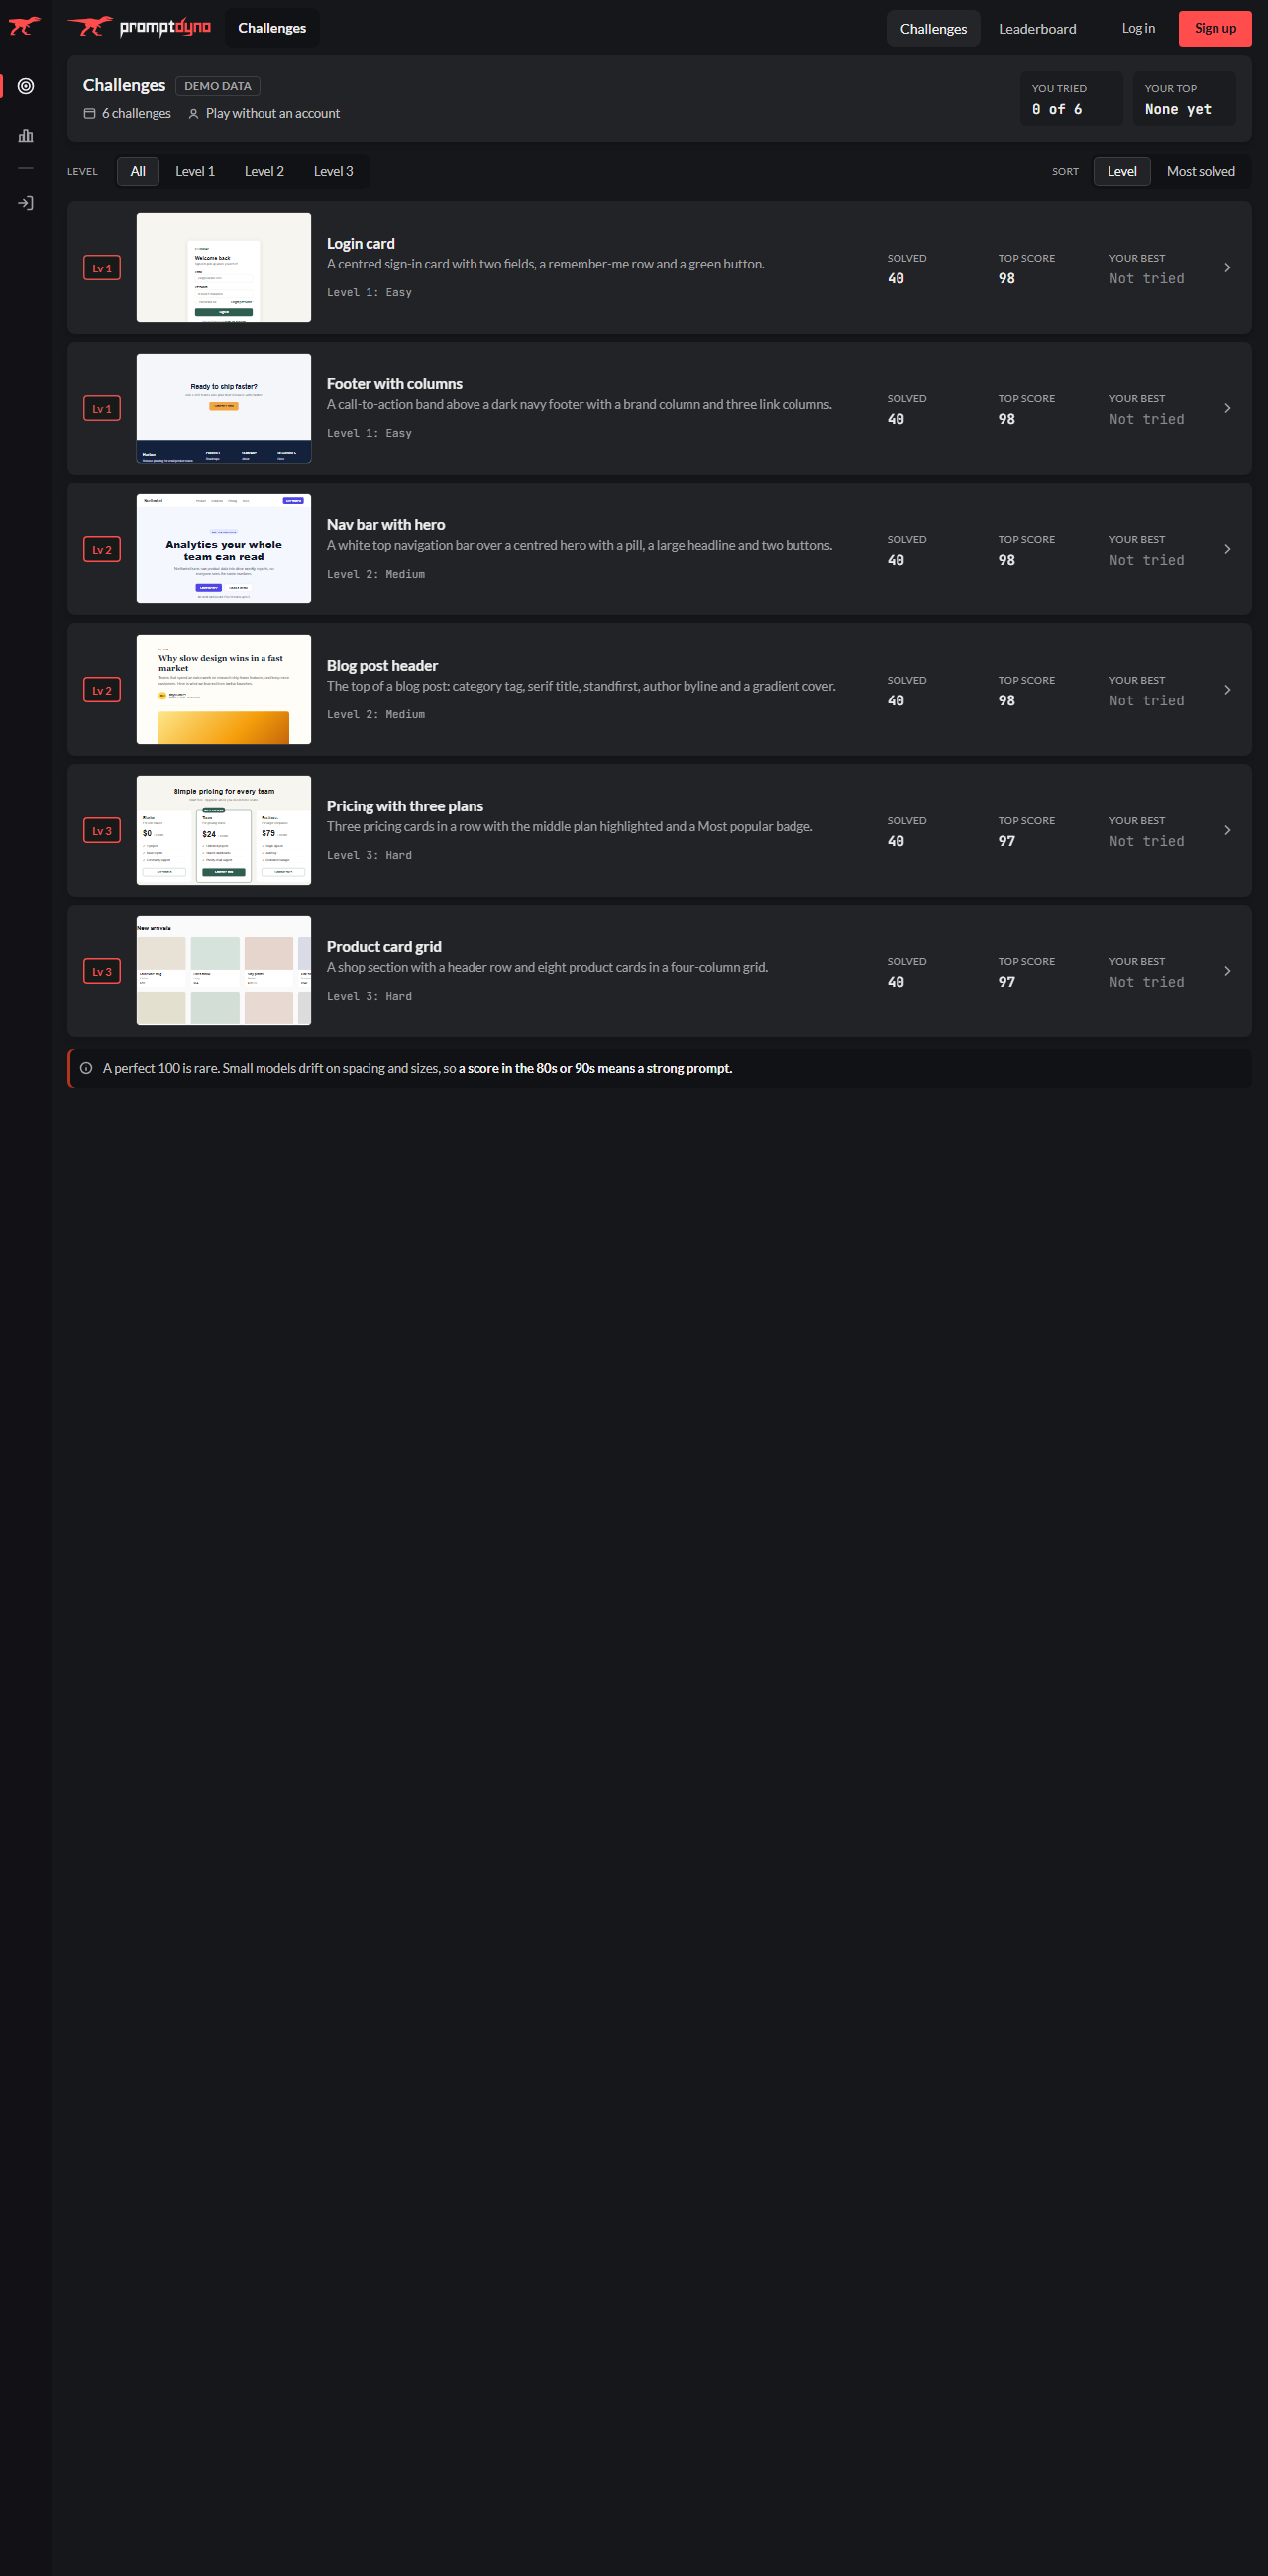 promptdyno
Challenges
Challenges
Leaderboard
Log in
Sign up
Challenges
DEMO DATA
6 challenges
Play without an account
YOU TRIED
0 of 6
YOUR TOP
None yet
LEVEL
All
Level 1
Level 2
Level 3
SORT
Level
Most solved
Lv 1
Welcome back
Login card
A centred sign-in card with two fields, a remember-me row and a green button.
Level 1: Easy
SOLVED
40
TOP SCORE
98
YOUR BEST
Not tried
Lv 1
Ready to ship faster?
Footer with columns
A call-to-action band above a dark navy footer with a brand column and three link columns.
Level 1: Easy
SOLVED
40
TOP SCORE
98
YOUR BEST
Not tried
Lv 2
Analytics your whole
team can read
Nav bar with hero
A white top navigation bar over a centred hero with a pill, a large headline and two buttons.
Level 2: Medium
SOLVED
40
TOP SCORE
98
YOUR BEST
Not tried
Lv 2
Why slow design wins in a fast
market
Blog post header
The top of a blog post: category tag, serif title, standfirst, author byline and a gradient cover.
Level 2: Medium
SOLVED
40
TOP SCORE
98
YOUR BEST
Not tried
Lv 3
Simple pricing for every team
$0
$24
$79
Pricing with three plans
Three pricing cards in a row with the middle plan highlighted and a Most popular badge.
Level 3: Hard
SOLVED
40
TOP SCORE
97
YOUR BEST
Not tried
Lv 3
New arrivals
Product card grid
A shop section with a header row and eight product cards in a four-column grid.
Level 3: Hard
SOLVED
40
TOP SCORE
97
YOUR BEST
Not tried
A perfect 100 is rare. Small models drift on spacing and sizes, so a score in the 80s or 90s means a strong prompt.